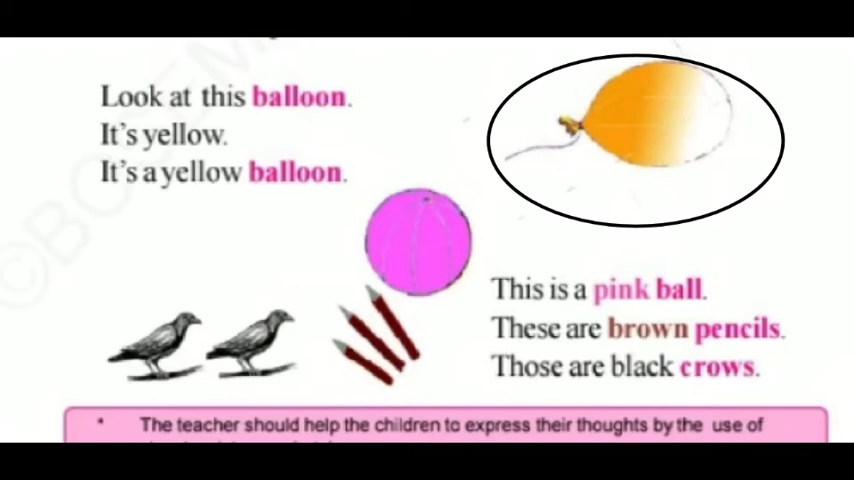 Look at this balloon.
It's yellow.
It's a yellow balloon.
This is a pink ball.
These are brown pencils.
Those are black crows.
• The teacher should help the children to express their thoughts by the use of